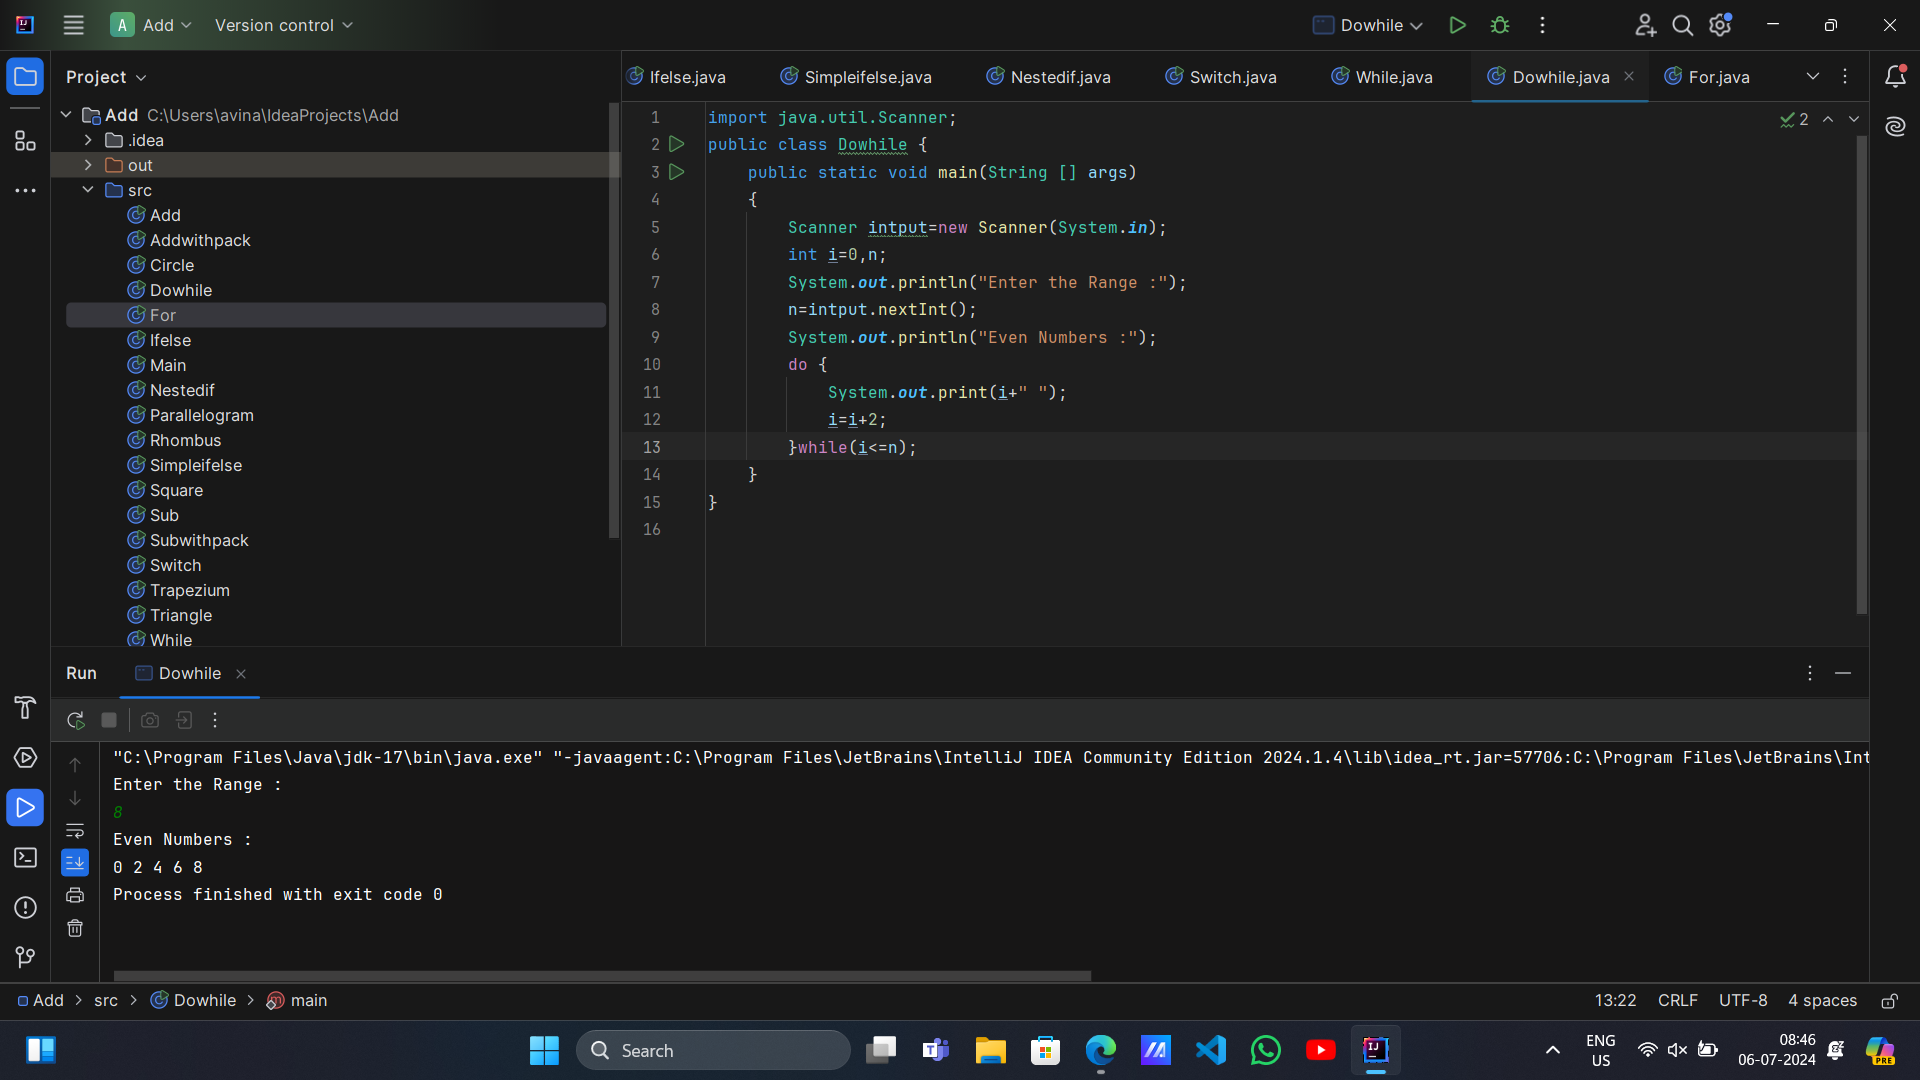 A Add Version control Dowhile
Project
Ifelse.java Simpleifelse.java Nestedif.java Switch.java While.java Dowhile.java For.java
Add C:\Users\avina\IdeaProjects\Add
.idea
out
src
Add
Addwithpack
Circle
Dowhile
For
Ifelse
Main
Nestedif
Parallelogram
Rhombus
Simpleifelse
Square
Sub
Subwithpack
Switch
Trapezium
Triangle
While
2
1 import java.util.Scanner;
2 public class Dowhile {
3 public static void main(String [] args)
4 {
5 Scanner intput=new Scanner(System.in);
6 int i=0,n;
7 System.out.println("Enter the Range :");
8 n=intput.nextInt();
9 System.out.println("Even Numbers :");
10 do {
11 System.out.print(i+" ");
12 i=i+2;
13 }while(i<=n);
14 }
15 }
16
Run Dowhile
"C:\Program Files\Java\jdk-17\bin\java.exe" "-javaagent:C:\Program Files\JetBrains\IntelliJ IDEA Community Edition 2024.1.4\lib\idea_rt.jar=57706:C:\Program Files\JetBrains\Int
Enter the Range :
8
Even Numbers :
0 2 4 6 8
Process finished with exit code 0
Add > src > Dowhile > main 13:22 CRLF UTF-8 4 spaces
Search
ENG
US
08:46
06-07-2024
PRE